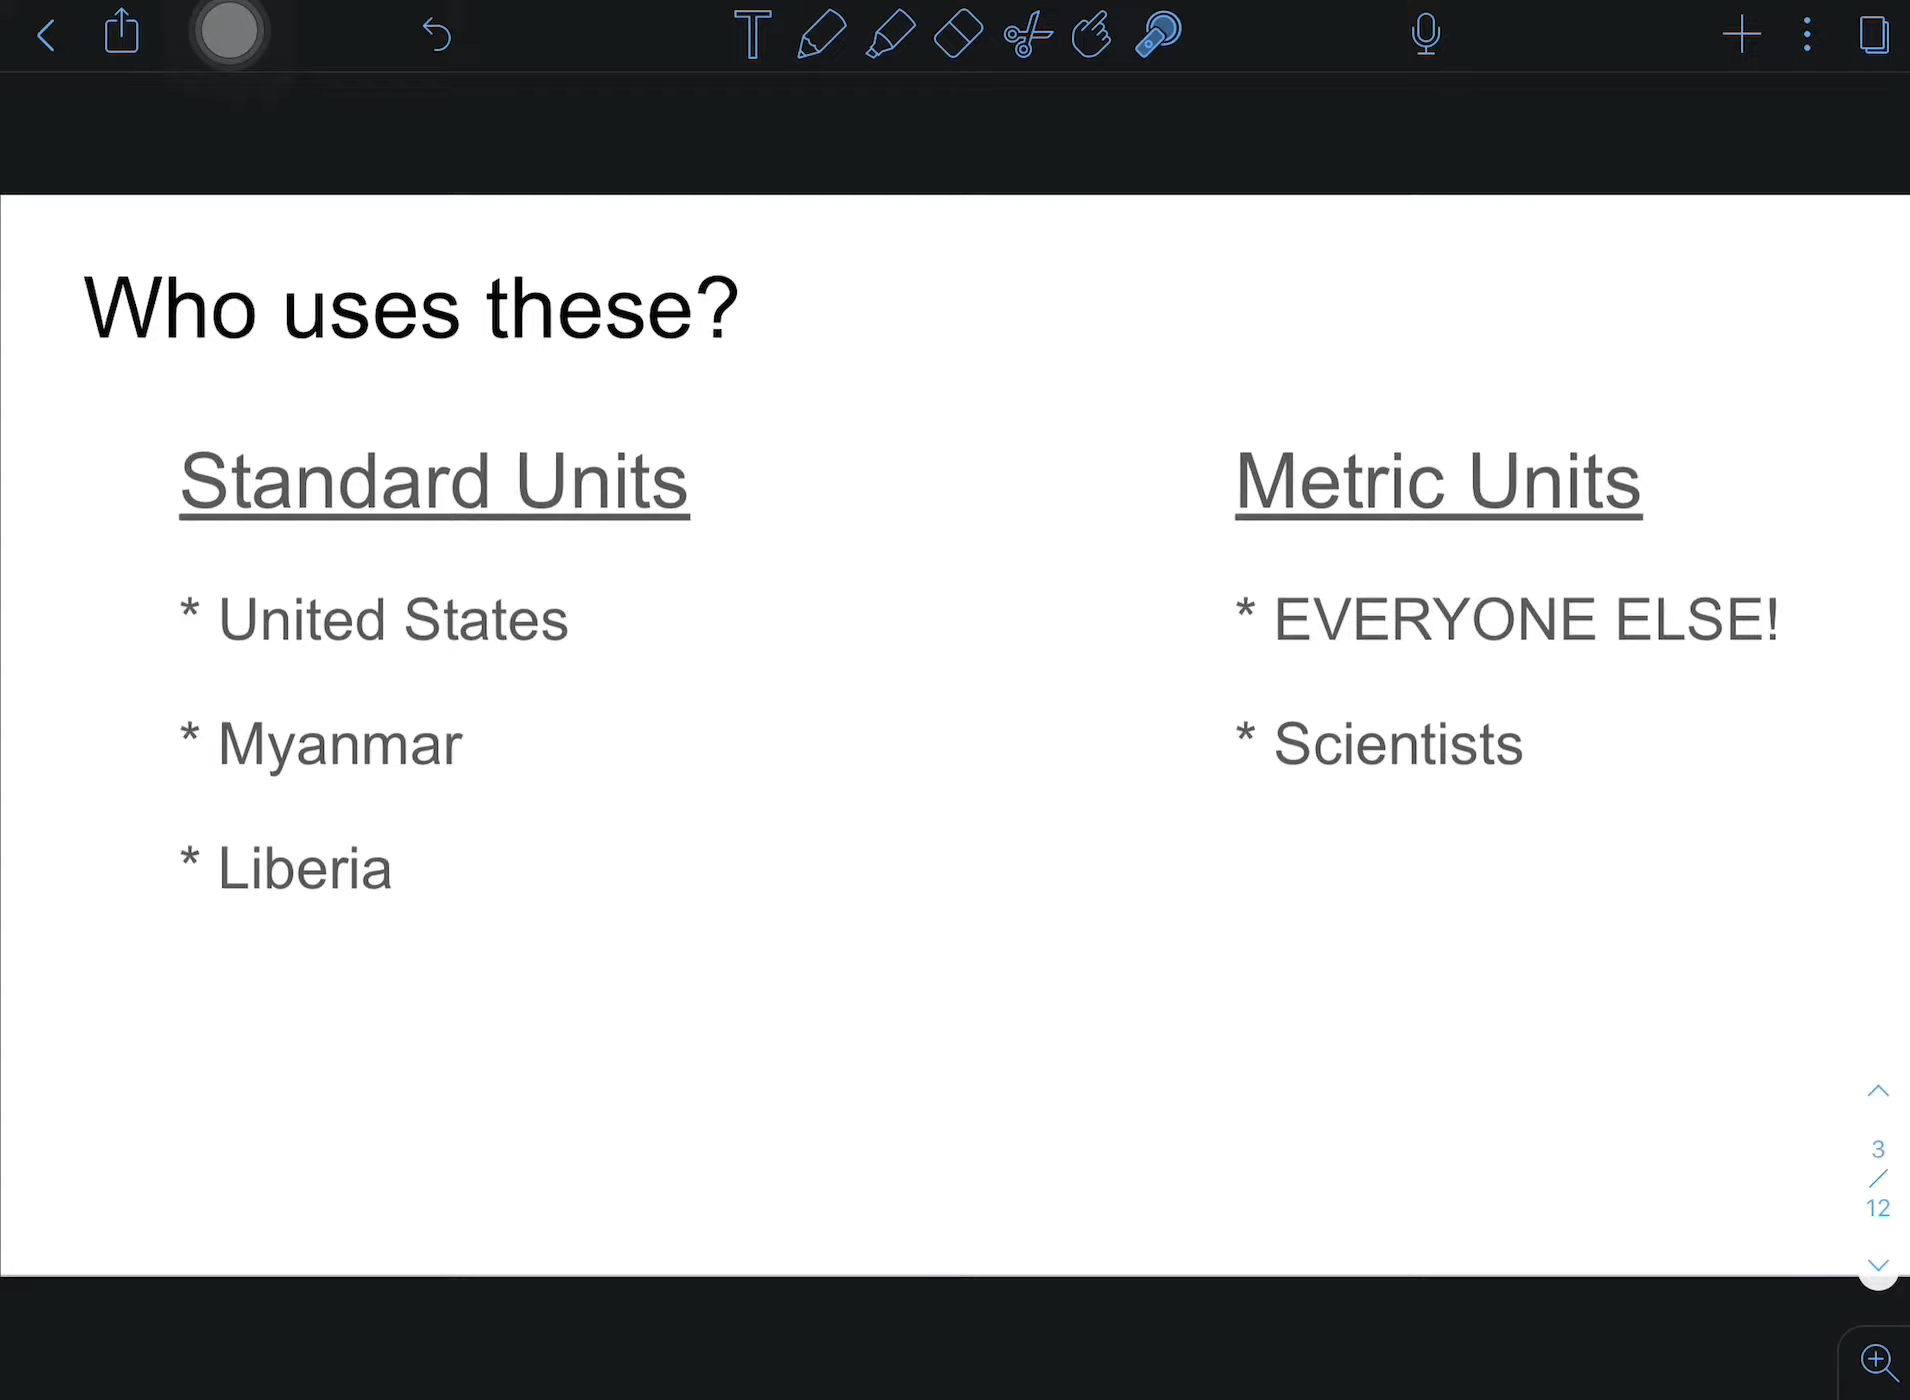 Who uses these?
Standard Units
* United States
* Myanmar
* Liberia
Metric Units
* EVERYONE ELSE!
* Scientists
3
/
12